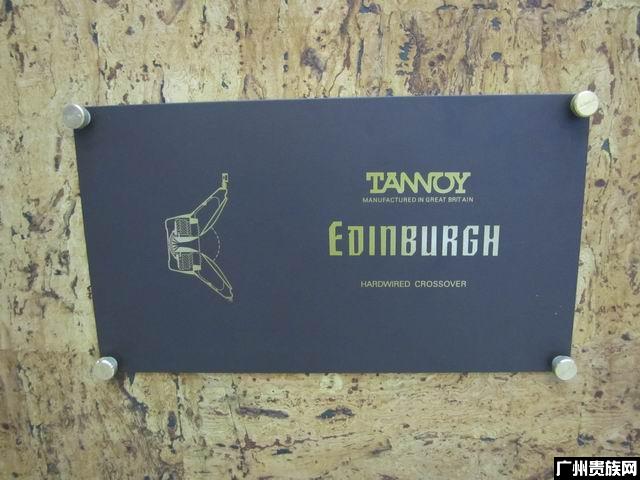 TANNOY
MANUFACTURED IN GREAT BRITAIN
EDINBURGH
HARDWIRED CROSSOVER
广州贵族网